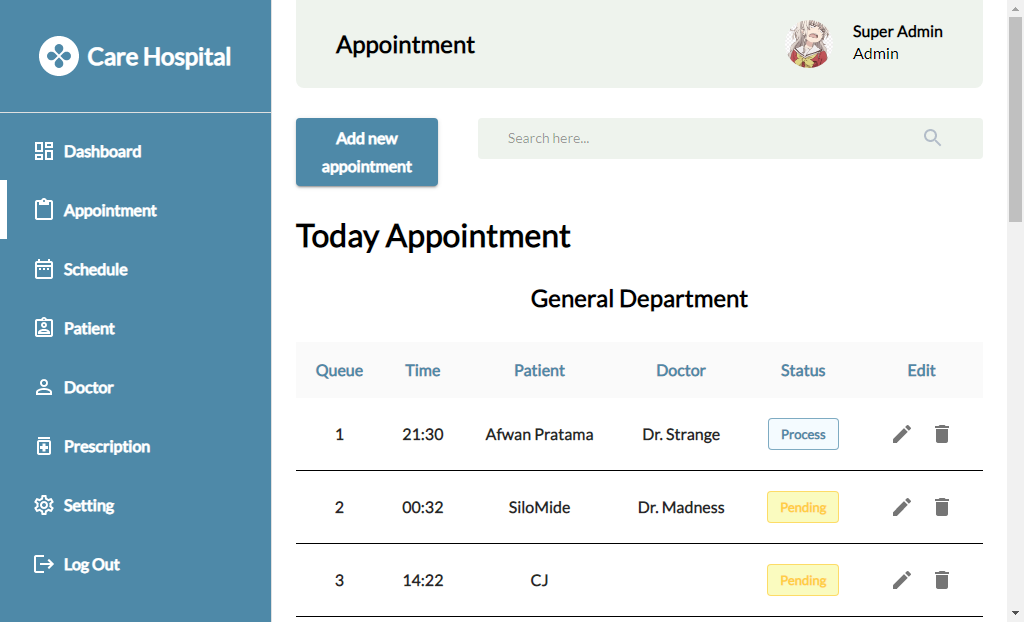 Care Hospital
Dashboard
Appointment
Schedule
Patient
Doctor
Prescription
Setting
Log Out
Appointment
Super Admin
Admin
Add new
appointment
Search here...
Today Appointment
General Department
Queue Time Patient Doctor Status Edit
1 21:30 Afwan Pratama Dr. Strange Process
2 00:32 SiloMide Dr. Madness Pending
3 14:22 CJ Pending